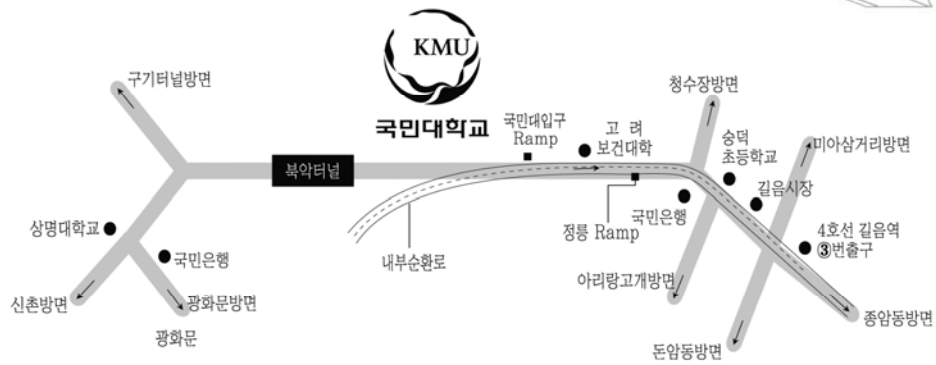 KMU
국민대학교
구기터널방면
북악터널
국민대입구
Ramp
고 려
보건대학
청수장방면
숭덕
초등학교
미아삼거리방면
길음시장
국민은행
정릉 Ramp
4호선 길음역
③번출구
상명대학교
국민은행
내부순환로
아리랑고개방면
신촌방면
광화문방면
광화문
돈암동방면
종암동방면